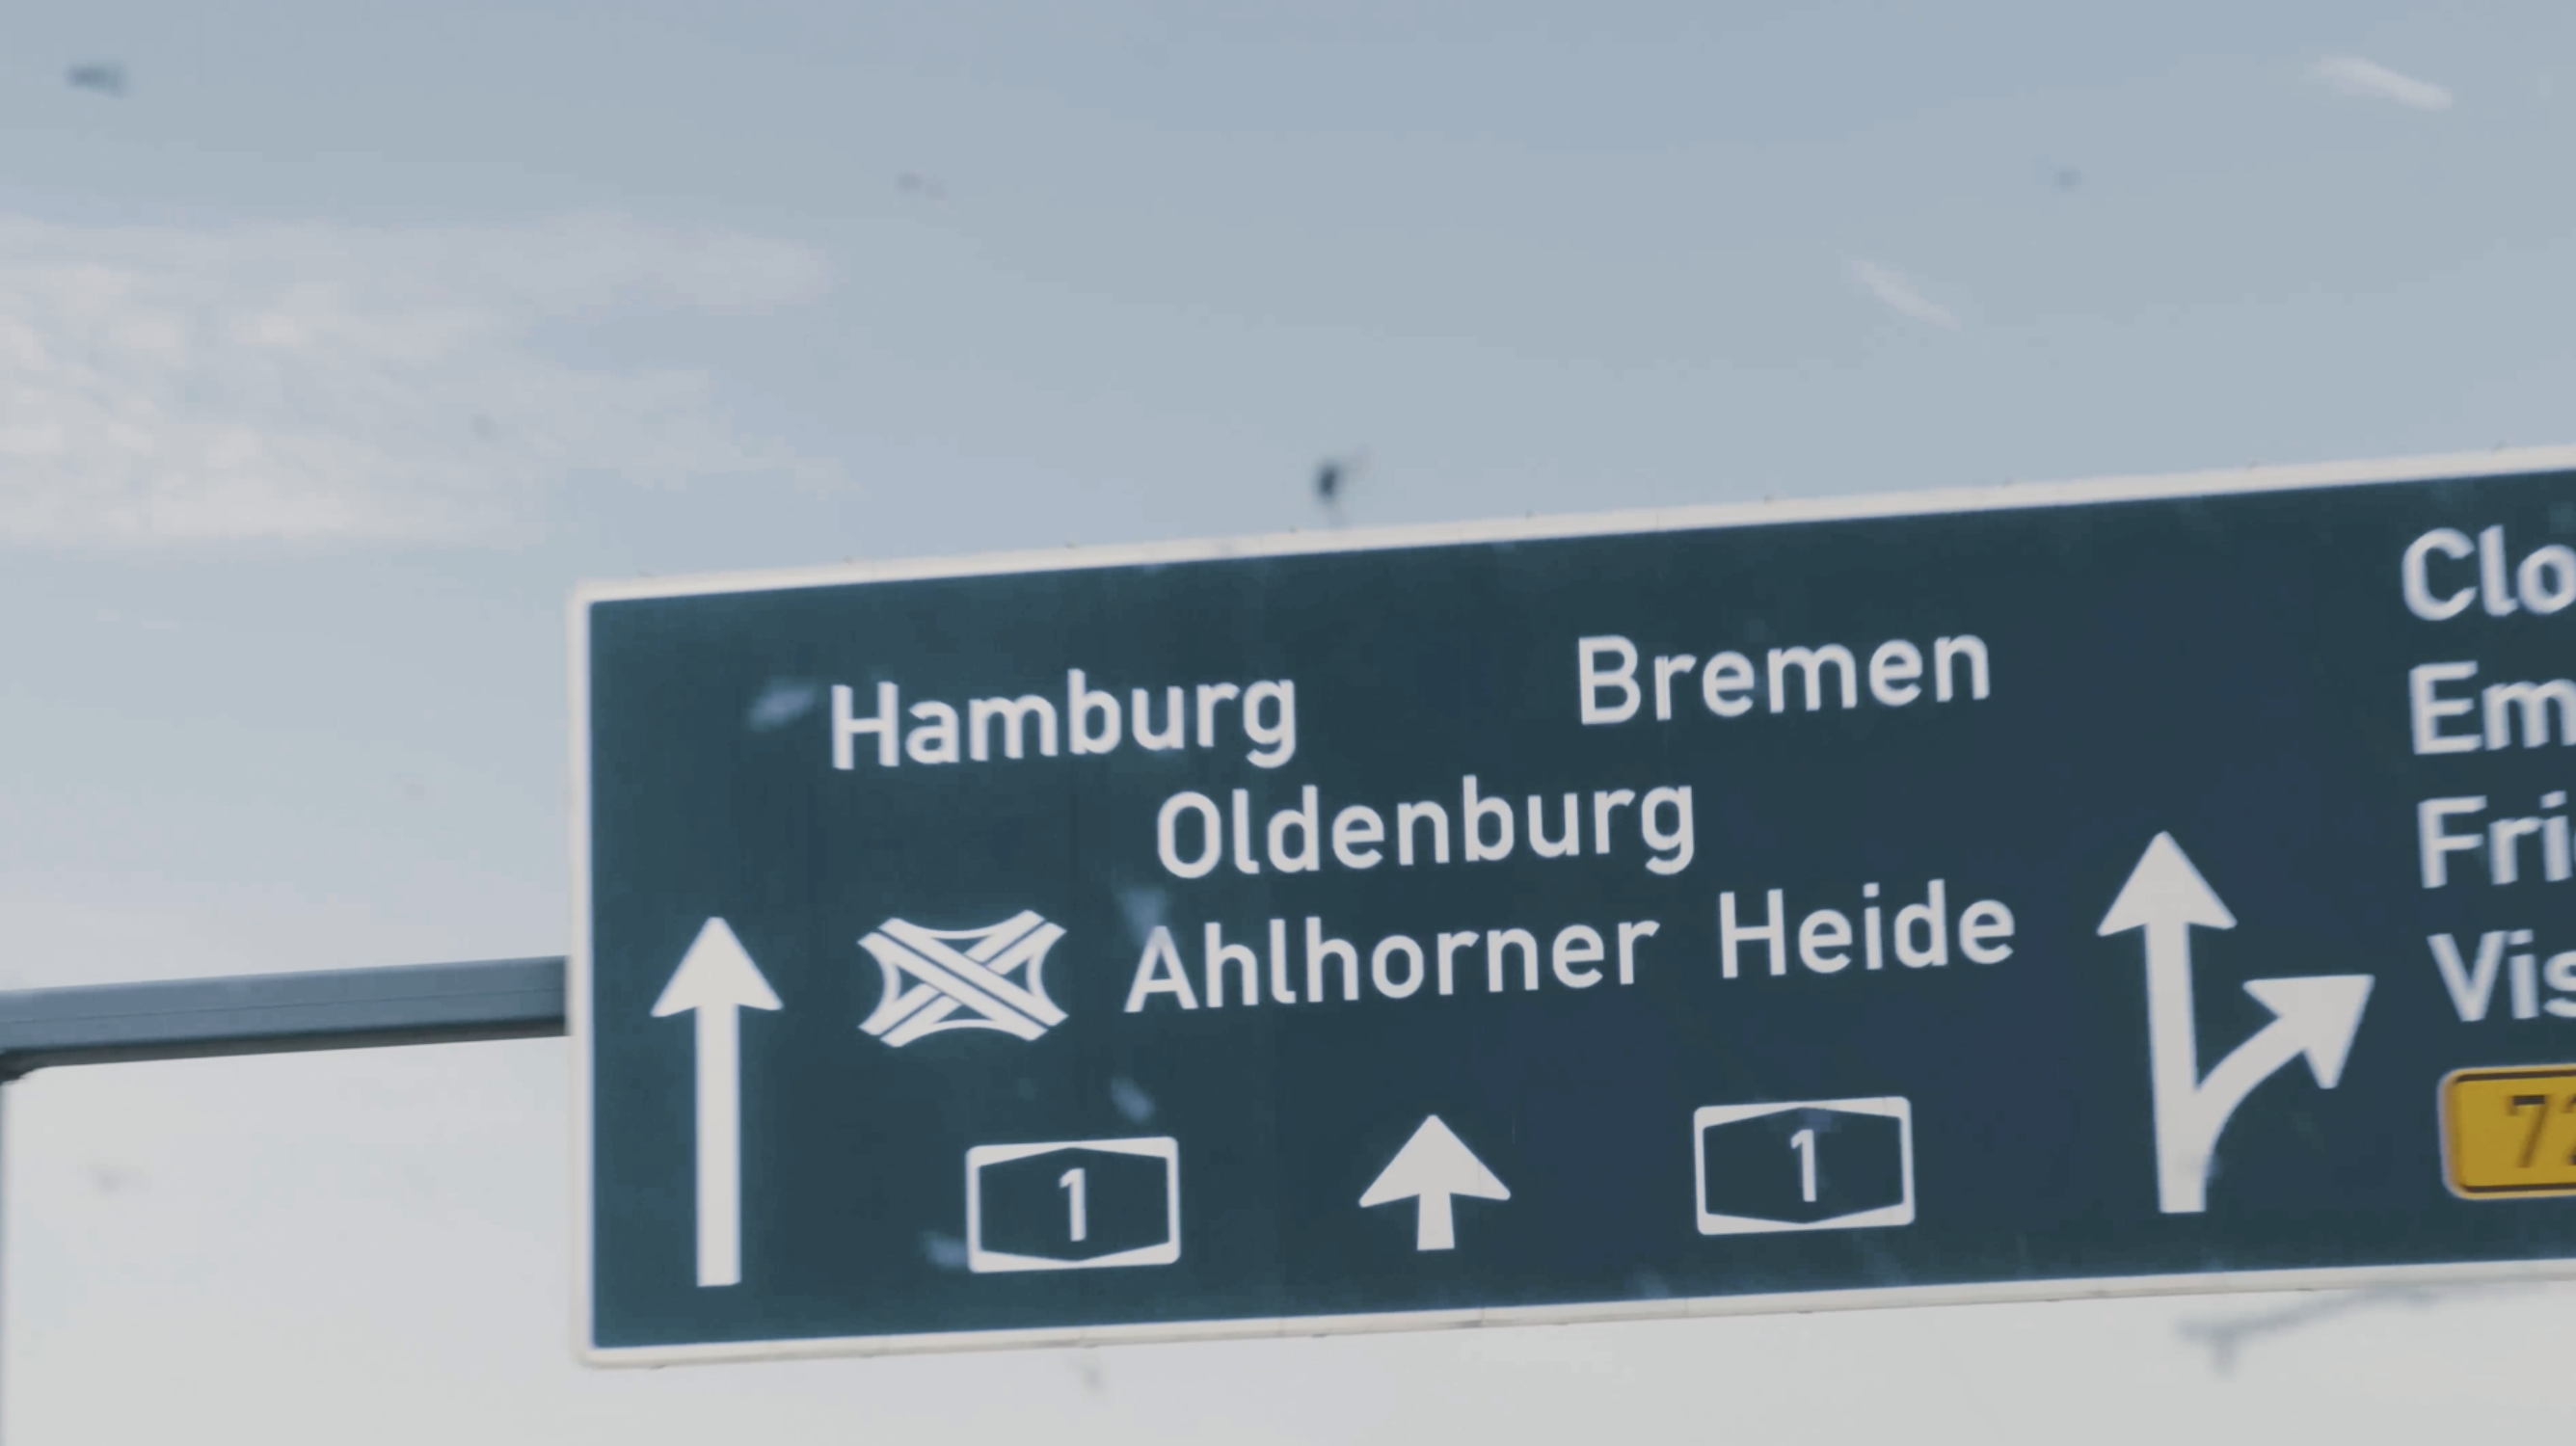 Hamburg Bremen
Oldenburg
Ahlhorner Heide
1 1